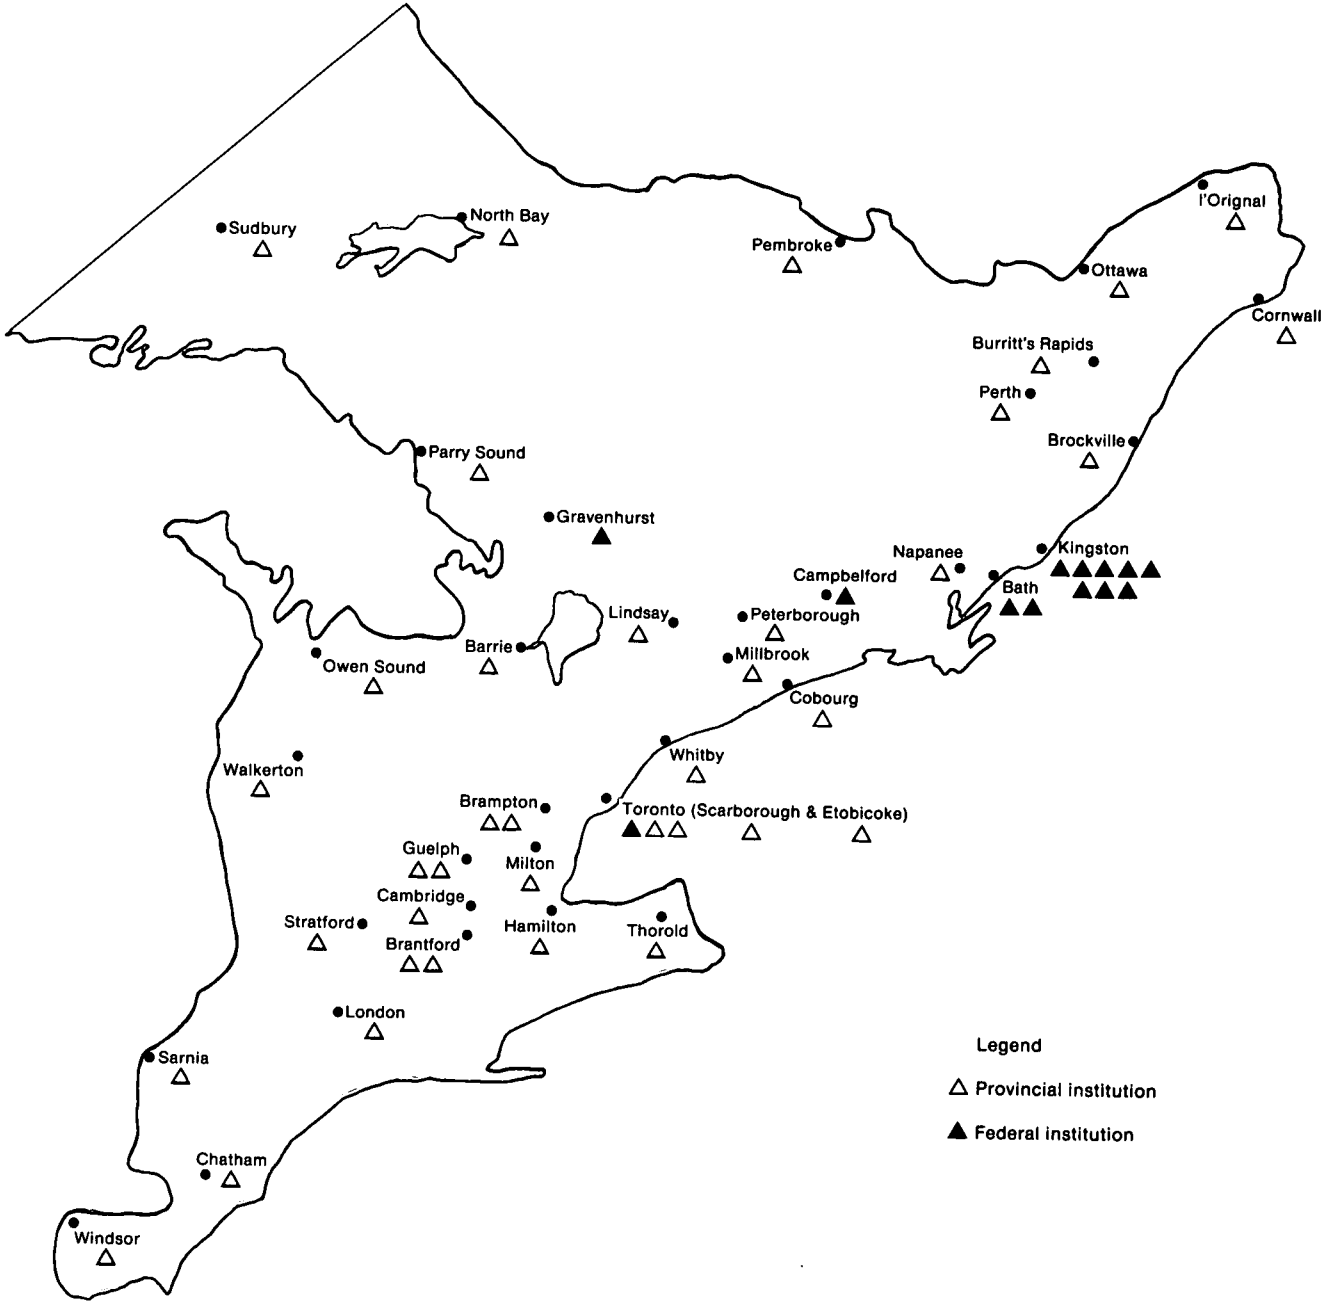 l'Orignal
North Bay
Sudbury
Pembroke
Ottawa
Cornwall
Burritt's Rapids
Perth
Brockville
Parry Sound
Gravenhurst
Kingston
Napanee
Campbelford
Bath
Lindsay
Peterborough
Barrie
Millbrook
Owen Sound
Cobourg
Whitby
Walkerton
Brampton
Toronto (Scarborough & Etobicoke)
Guelph
Milton
Cambridge
Stratford
Hamilton
Thorold
Brantford
London
Sarnia
Chatham
Windsor
Legend
Provincial institution
Federal institution